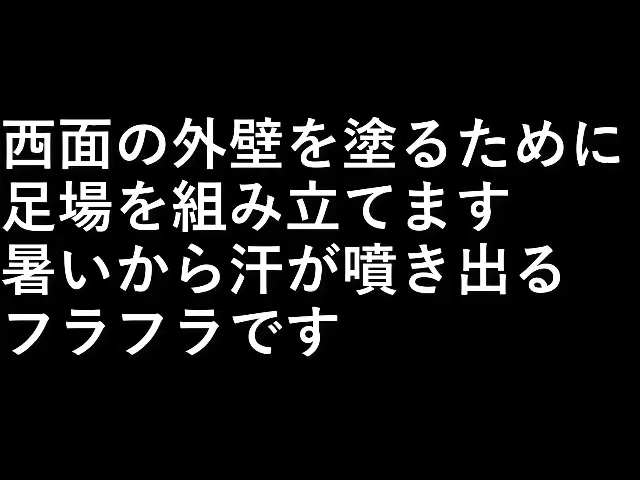 西面の外壁を塗るために
足場を組み立てます
暑いから汗が噴き出る
フラフラです